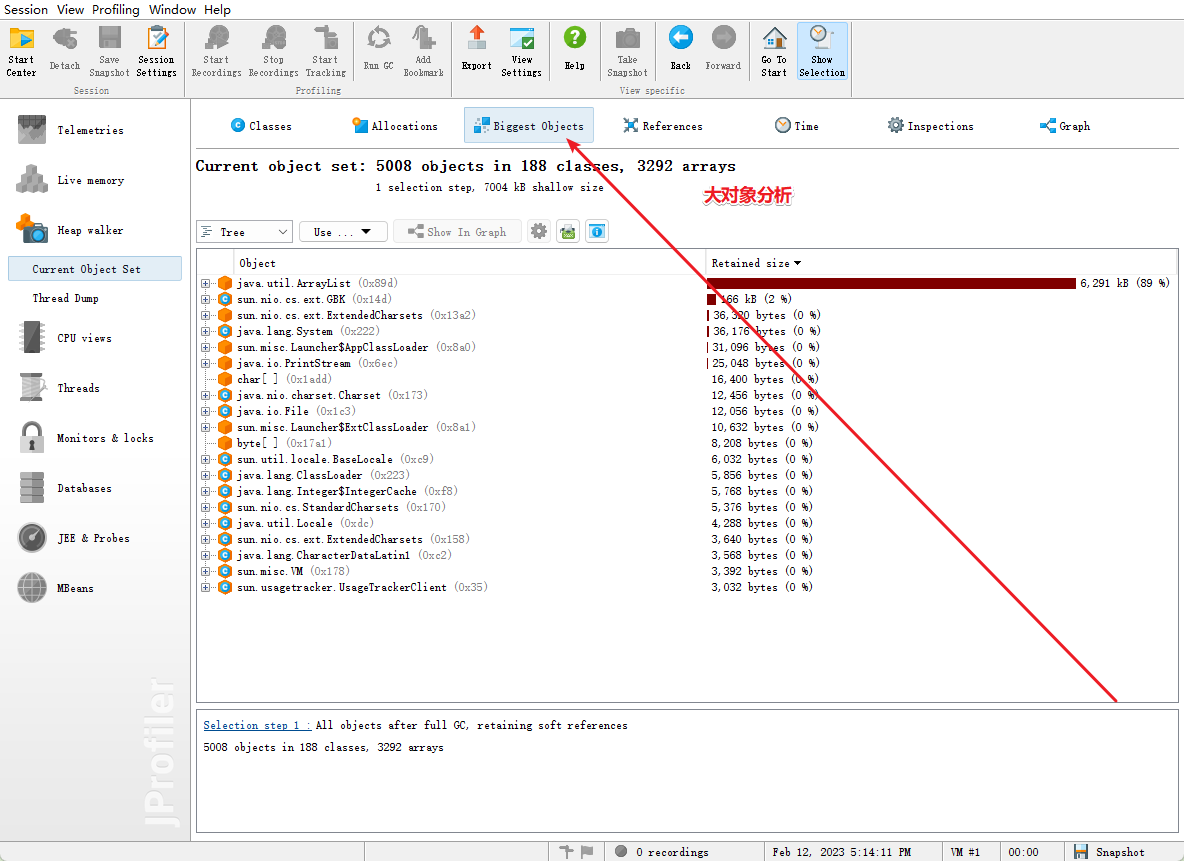 Session View Profiling Window Help
Start Center
Detach
Save Snapshot
Session Settings
Start Recordings
Stop Recordings
Start Tracking
Run GC
Add Bookmark
Export
View Settings
Help
Take Snapshot
Back
Forward
Go To Start
Show Selection
Session
Profiling
View specific
Telemetries
Live memory
Heap walker
Current Object Set
Thread Dump
CPU views
Threads
Monitors & locks
Databases
JEE & Probes
MBeans
JProfiler
Classes
Allocations
Biggest Objects
References
Time
Inspections
Graph
Current object set: 5008 objects in 188 classes, 3292 arrays
1 selection step, 7004 kB shallow size
大对象分析
Tree
Use ...
Show In Graph
Object Retained size
java.util.ArrayList (0x89d) 6,291 kB (89 %)
sun.nio.cs.ext.GBK (0x14d) 166 kB (2 %)
sun.nio.cs.ext.ExtendedCharsets (0x13a2) 36,320 bytes (0 %)
java.lang.System (0x222) 36,176 bytes (0 %)
sun.misc.Launcher$AppClassLoader (0x8a0) 31,096 bytes (0 %)
java.io.PrintStream (0x6ec) 25,048 bytes (0 %)
char[ ] (0x1add) 16,400 bytes (0 %)
java.nio.charset.Charset (0x173) 12,456 bytes (0 %)
java.io.File (0x1c3) 12,056 bytes (0 %)
sun.misc.Launcher$ExtClassLoader (0x8a1) 10,632 bytes (0 %)
byte[ ] (0x17a1) 8,208 bytes (0 %)
sun.util.locale.BaseLocale (0xc9) 6,032 bytes (0 %)
java.lang.ClassLoader (0x223) 5,856 bytes (0 %)
java.lang.Integer$IntegerCache (0xf8) 5,768 bytes (0 %)
sun.nio.cs.StandardCharsets (0x170) 5,376 bytes (0 %)
java.util.Locale (0xdc) 4,288 bytes (0 %)
sun.nio.cs.ext.ExtendedCharsets (0x158) 3,640 bytes (0 %)
java.lang.CharacterDataLatin1 (0xc2) 3,568 bytes (0 %)
sun.misc.VM (0x178) 3,392 bytes (0 %)
sun.usagetracker.UsageTrackerClient (0x35) 3,032 bytes (0 %)
Selection step 1 : All objects after full GC, retaining soft references
5008 objects in 188 classes, 3292 arrays
0 recordings
Feb 12, 2023 5:14:11 PM
VM #1
00:00
Snapshot